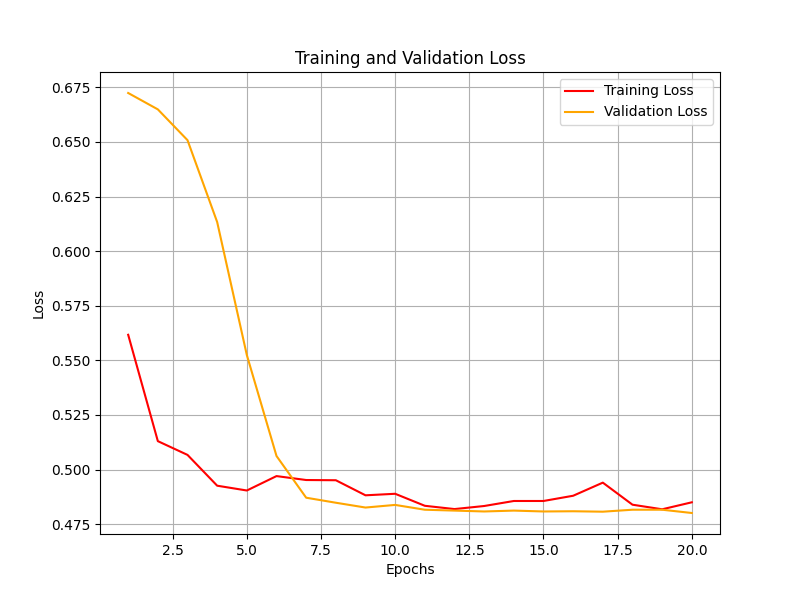 Training and Validation Loss
Training Loss
Validation Loss
Loss
0.675
0.650
0.625
0.600
0.575
0.550
0.525
0.500
0.475
2.5 5.0 7.5 10.0 12.5 15.0 17.5 20.0
Epochs